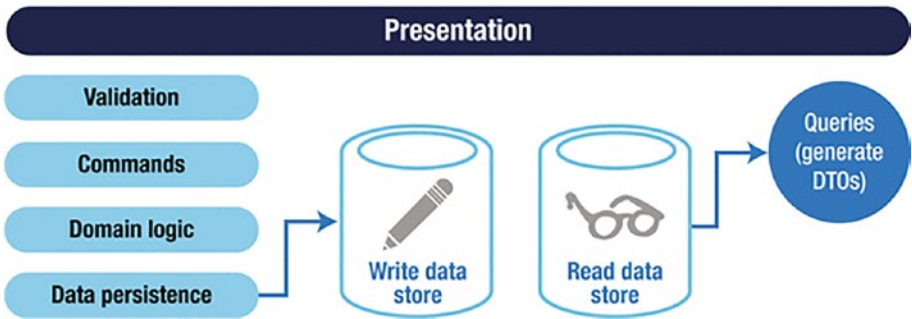 Presentation
Validation
Commands
Domain logic
Data persistence
Write data
store
Read data
store
Queries
(generate
DTOs)